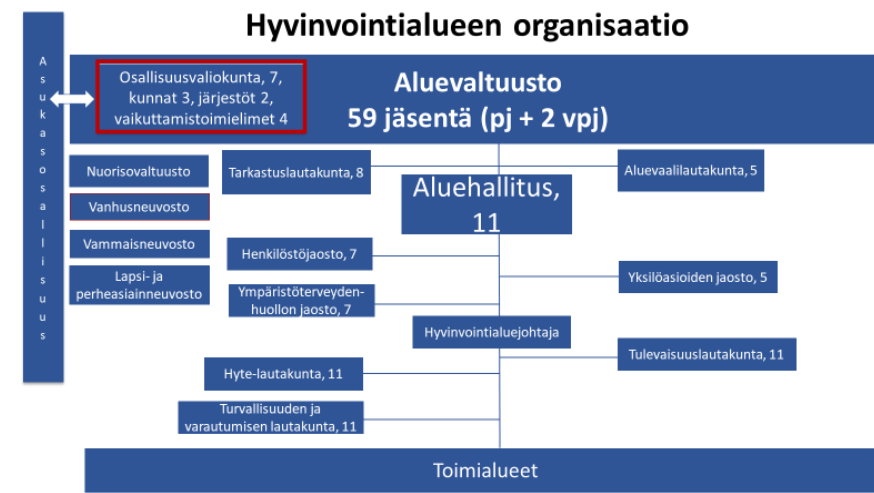 Hyvinvointialueen organisaatio
Asukasosallisuus
Osallisuusvaliokunta, 7,
kunnat 3, järjestöt 2,
vaikuttamistoimielimet 4
Aluevaltuusto
59 jäsentä (pj + 2 vpj)
Nuorisovaltuusto
Vanhusneuvosto
Vammaisneuvosto
Lapsi- ja
perheasiainneuvosto
Tarkastuslautakunta, 8
Aluevaalilautakunta, 5
Aluehallitus,
11
Henkilöstöjaosto, 7
Yksilöasioiden jaosto, 5
Ympäristöterveyden-
huollon jaosto, 7
Hyvinvointialuejohtaja
Tulevaisuuslautakunta, 11
Hyte-lautakunta, 11
Turvallisuuden ja
varautumisen lautakunta, 11
Toimialueet